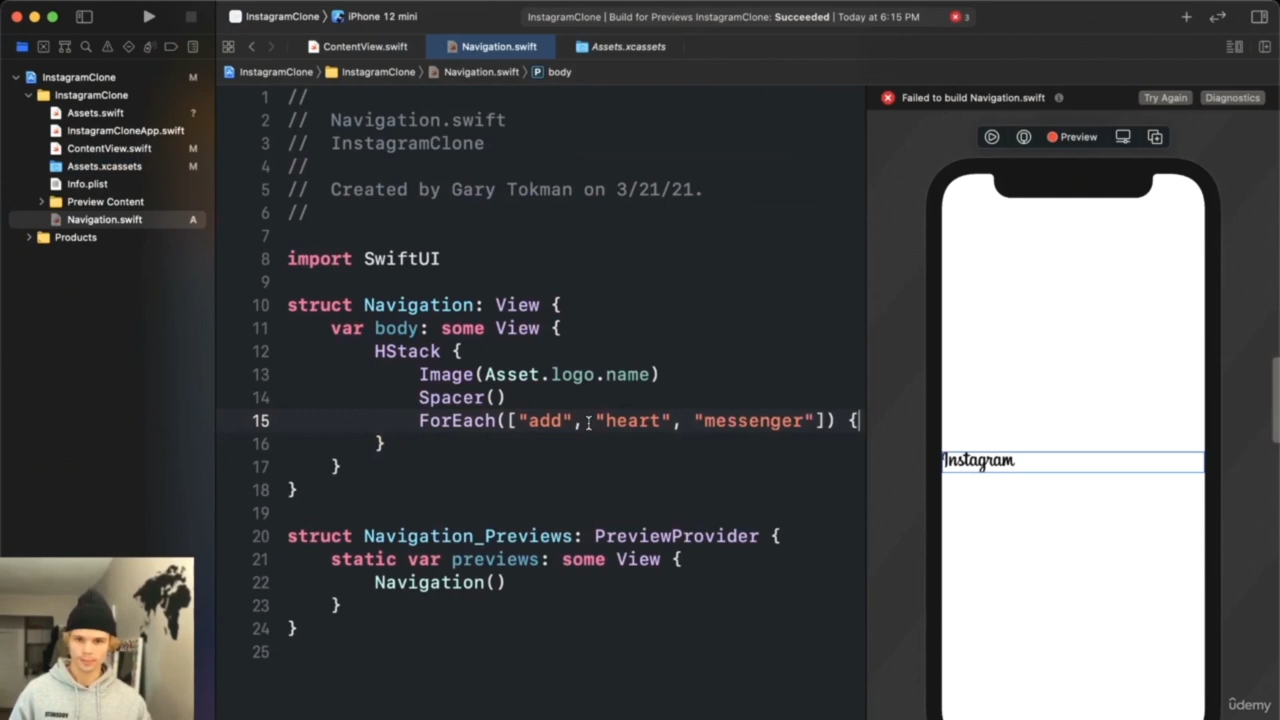 InstagramClone 〉 iPhone 12 mini
InstagramClone | Build for Previews InstagramClone: Succeeded | Today at 6:15 PM
3
ContentView.swift
Navigation.swift
Assets.xcassets
InstagramClone 〉 InstagramClone 〉 Navigation.swift 〉 P body
InstagramClone M
InstagramClone
Assets.swift ?
InstagramCloneApp.swift
ContentView.swift M
Assets.xcassets M
Info.plist
Preview Content
Navigation.swift A
Products
1 //
2 // Navigation.swift
3 // InstagramClone
4 //
5 // Created by Gary Tokman on 3/21/21.
6 //
7
8 import SwiftUI
9
10 struct Navigation: View {
11 var body: some View {
12 HStack {
13 Image(Asset.logo.name)
14 Spacer()
15 ForEach(["add", "heart", "messenger"]) {
16 }
17 }
18 }
19
20 struct Navigation_Previews: PreviewProvider {
21 static var previews: some View {
22 Navigation()
23 }
24 }
25
Failed to build Navigation.swift
Try Again
Diagnostics
Preview
Instagram
ûdemy